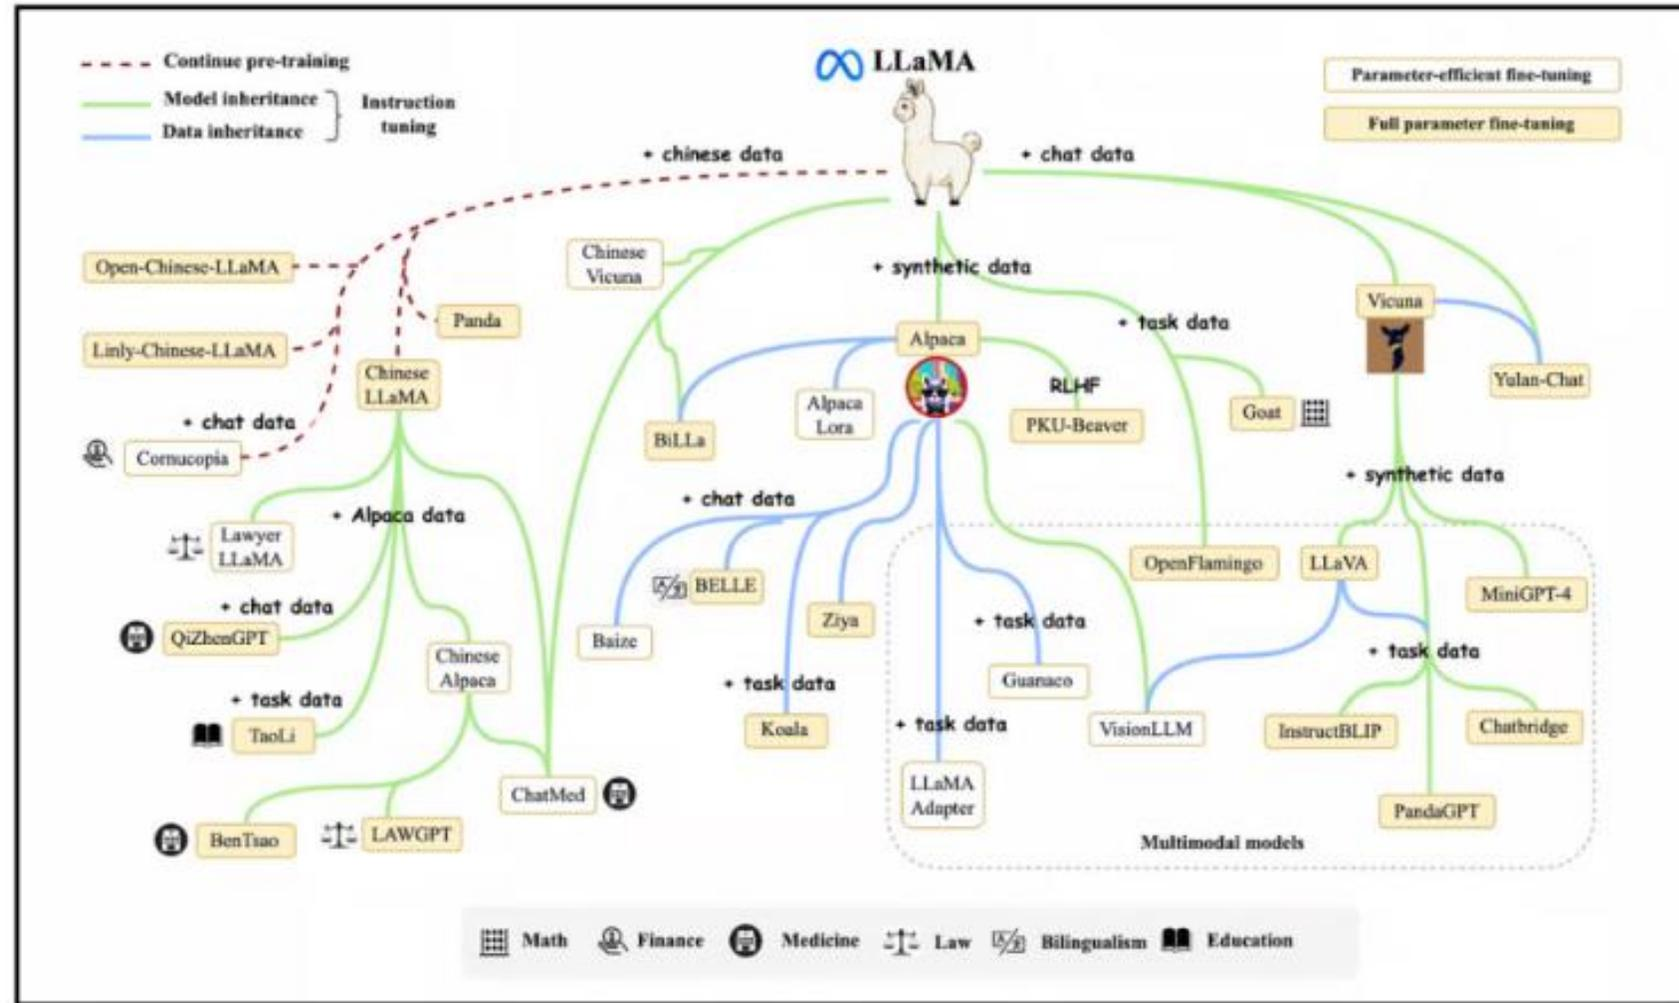 LLaMA
Continue pre-training
Model inheritance
Data inheritance
Instruction
tuning
Parameter-efficient fine-tuning
Full parameter fine-tuning
+ chinese data
+ chat data
Open-Chinese-LLaMA
Linly-Chinese-LLaMA
Panda
Chinese
LLaMA
+ chat data
Cornucopia
Chinese
Vicuna
+ synthetic data
Alpaca
+ task data
Vicuna
Yulan-Chat
BiLLa
Alpaca
Lora
RLHF
PKU-Beaver
Goat
+ synthetic data
Lawyer
LLaMA
+ Alpaca data
+ chat data
QiZhenGPT
+ task data
TaoLi
Chinese
Alpaca
BenTsao
LAWGPT
ChatMed
+ chat data
Baize
BELLE
Ziya
+ task data
Koala
+ task data
Guanaco
+ task data
LLaMA
Adapter
VisionLLM
OpenFlamingo
LLaVA
MiniGPT-4
+ task data
InstructBLIP
Chatbridge
PandaGPT
Multimodal models
Math
Finance
Medicine
Law
Bilingualism
Education